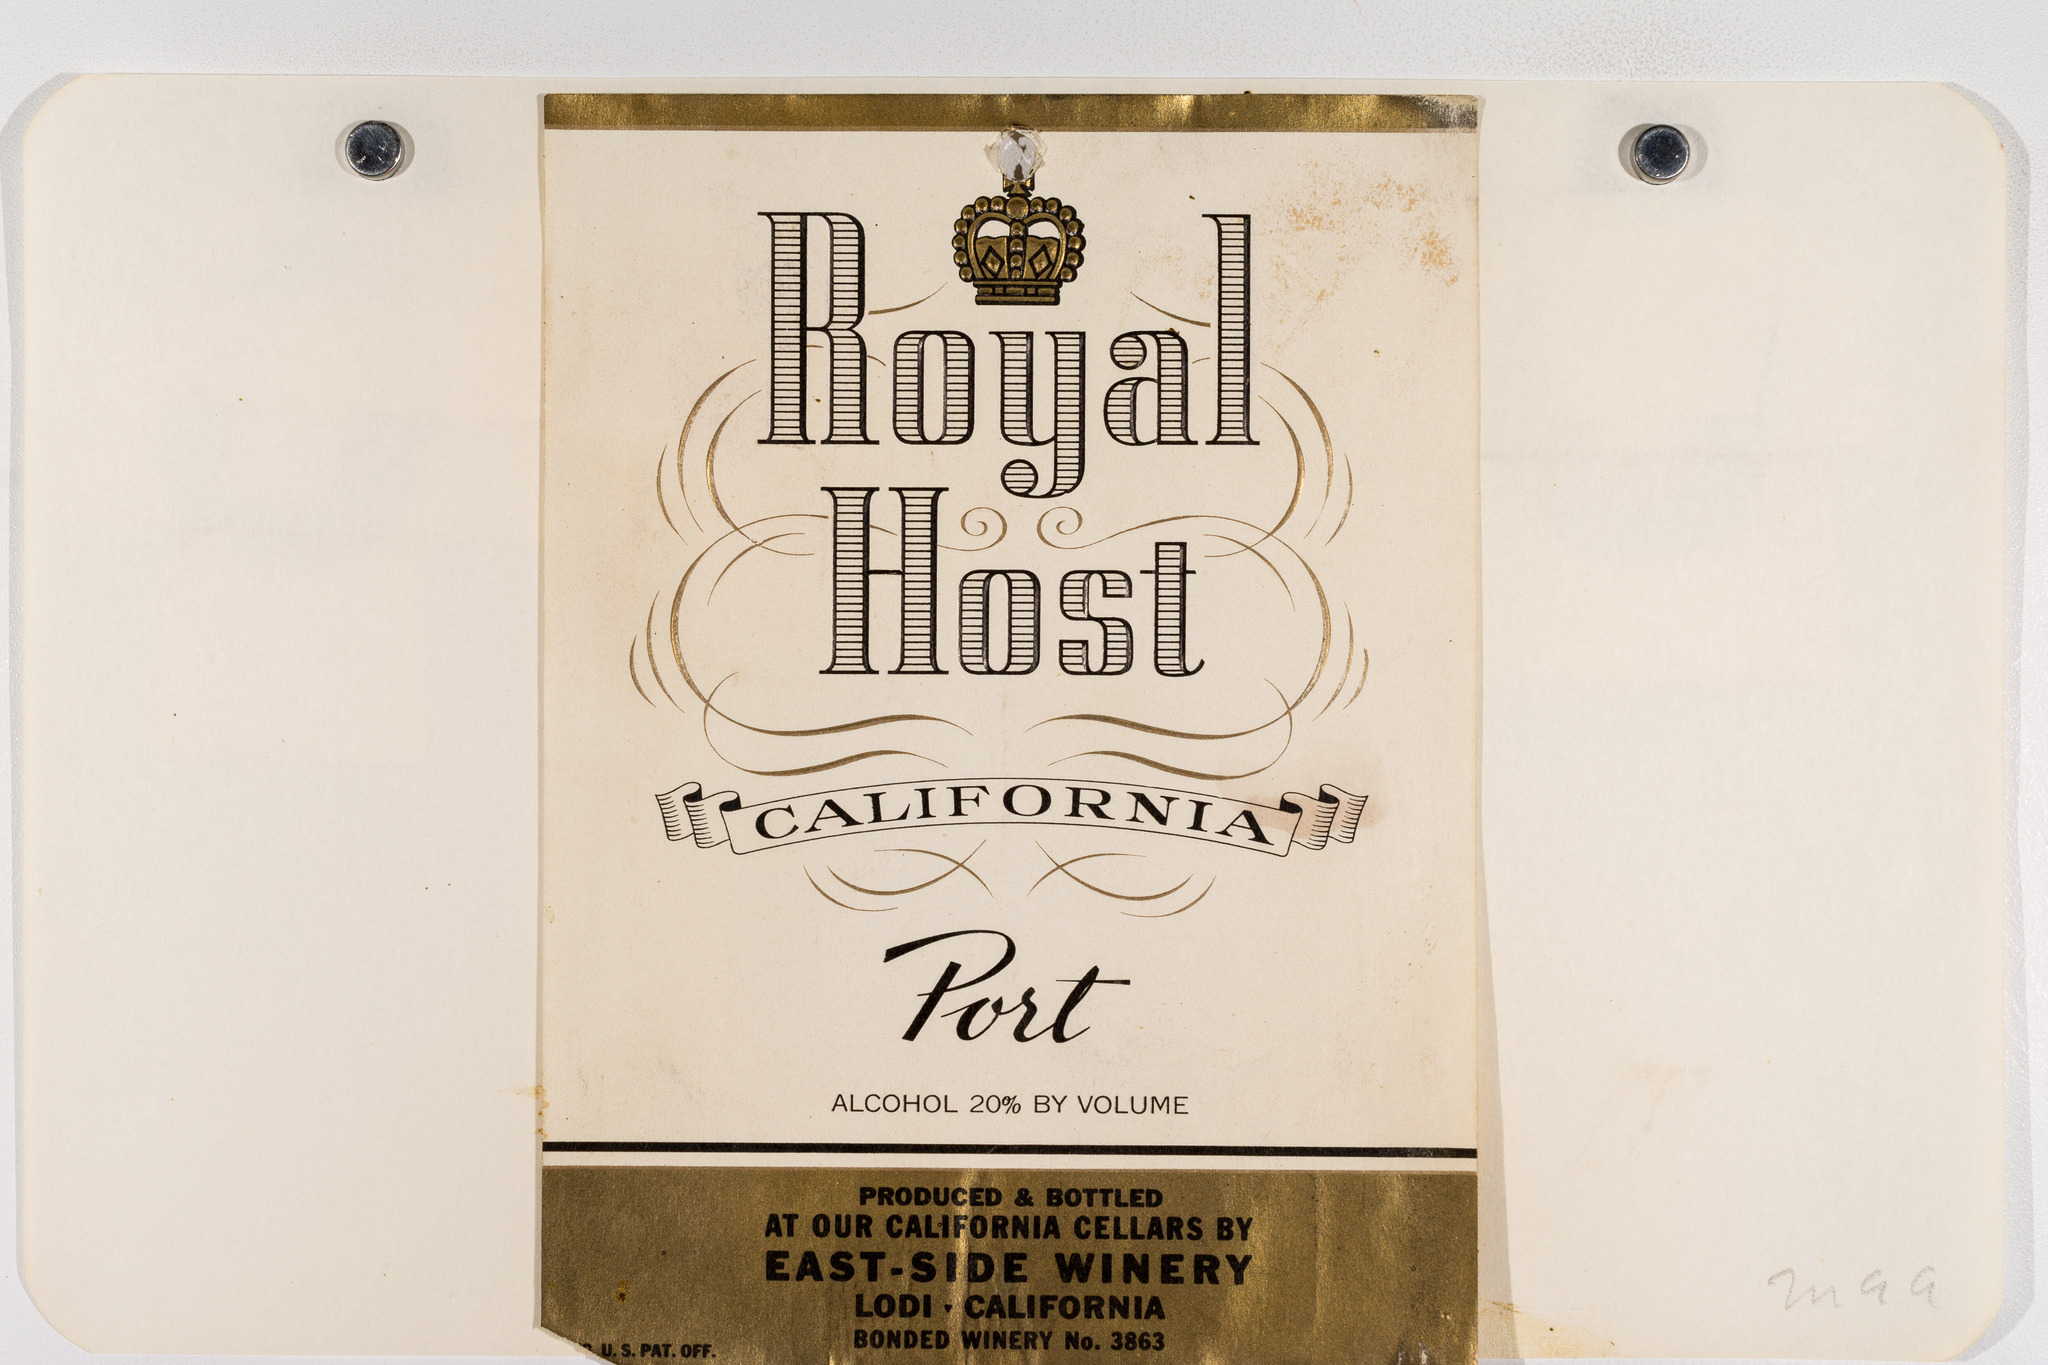 Royal
Host
CALIFORNIA
Port
ALCOHOL 20% BY VOLUME
PRODUCED & BOTTLED
AT OUR CALIFORNIA CELLARS BY
EAST-SIDE WINERY
LODI · CALIFORNIA
BONDED WINERY No. 3863
U. S. PAT. OFF.